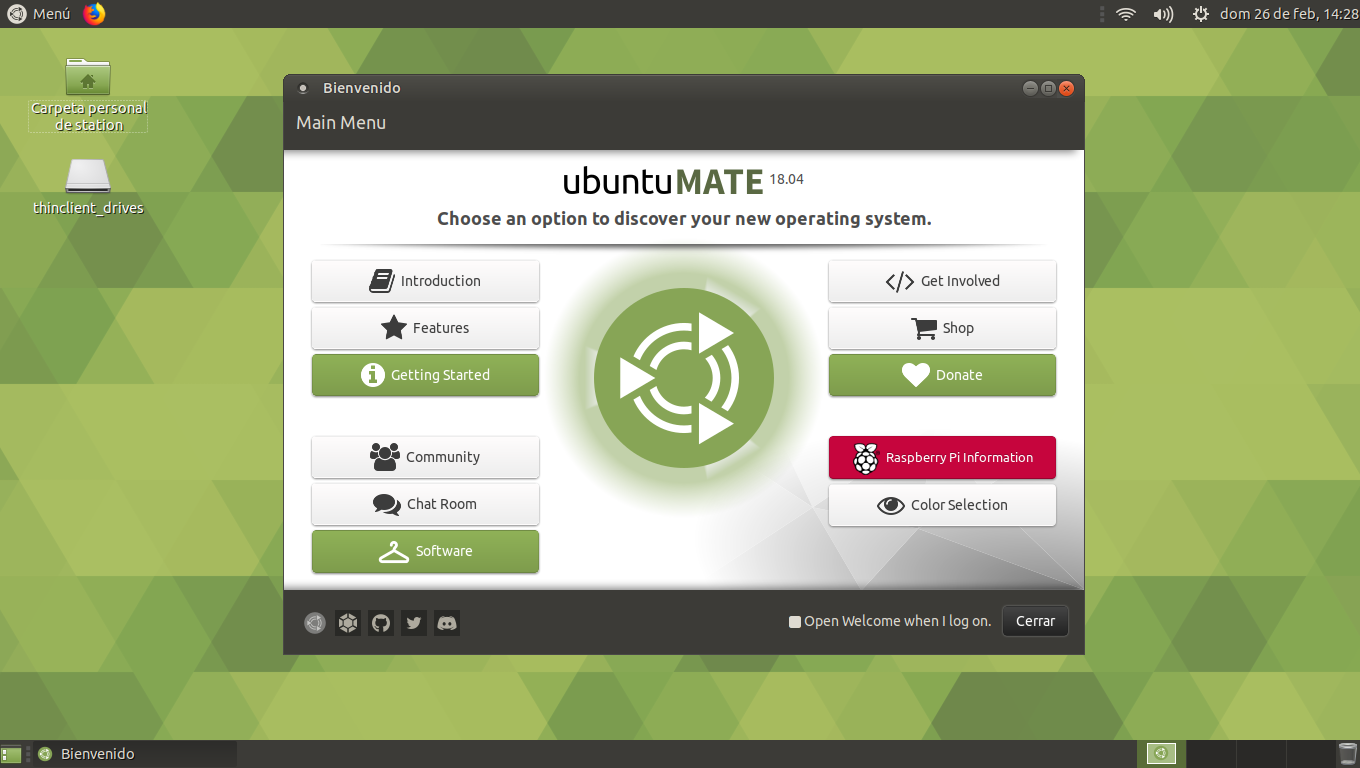 Menú
dom 26 de feb, 14:28
Carpeta personal
de station
thinclient_drives
Bienvenido
Main Menu
ubuntu MATE 18.04
Choose an option to discover your new operating system.
Introduction
Features
Getting Started
Community
Chat Room
Software
Get Involved
Shop
Donate
Raspberry Pi Information
Color Selection
Open Welcome when I log on.
Cerrar
Bienvenido